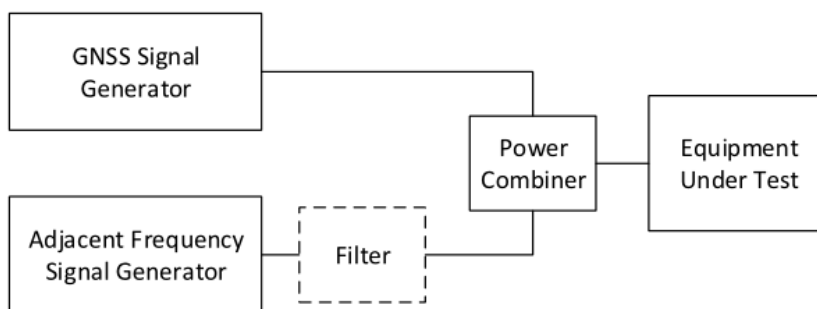 GNSS Signal
Generator
Power
Combiner
Equipment
Under Test
Adjacent Frequency
Signal Generator
Filter